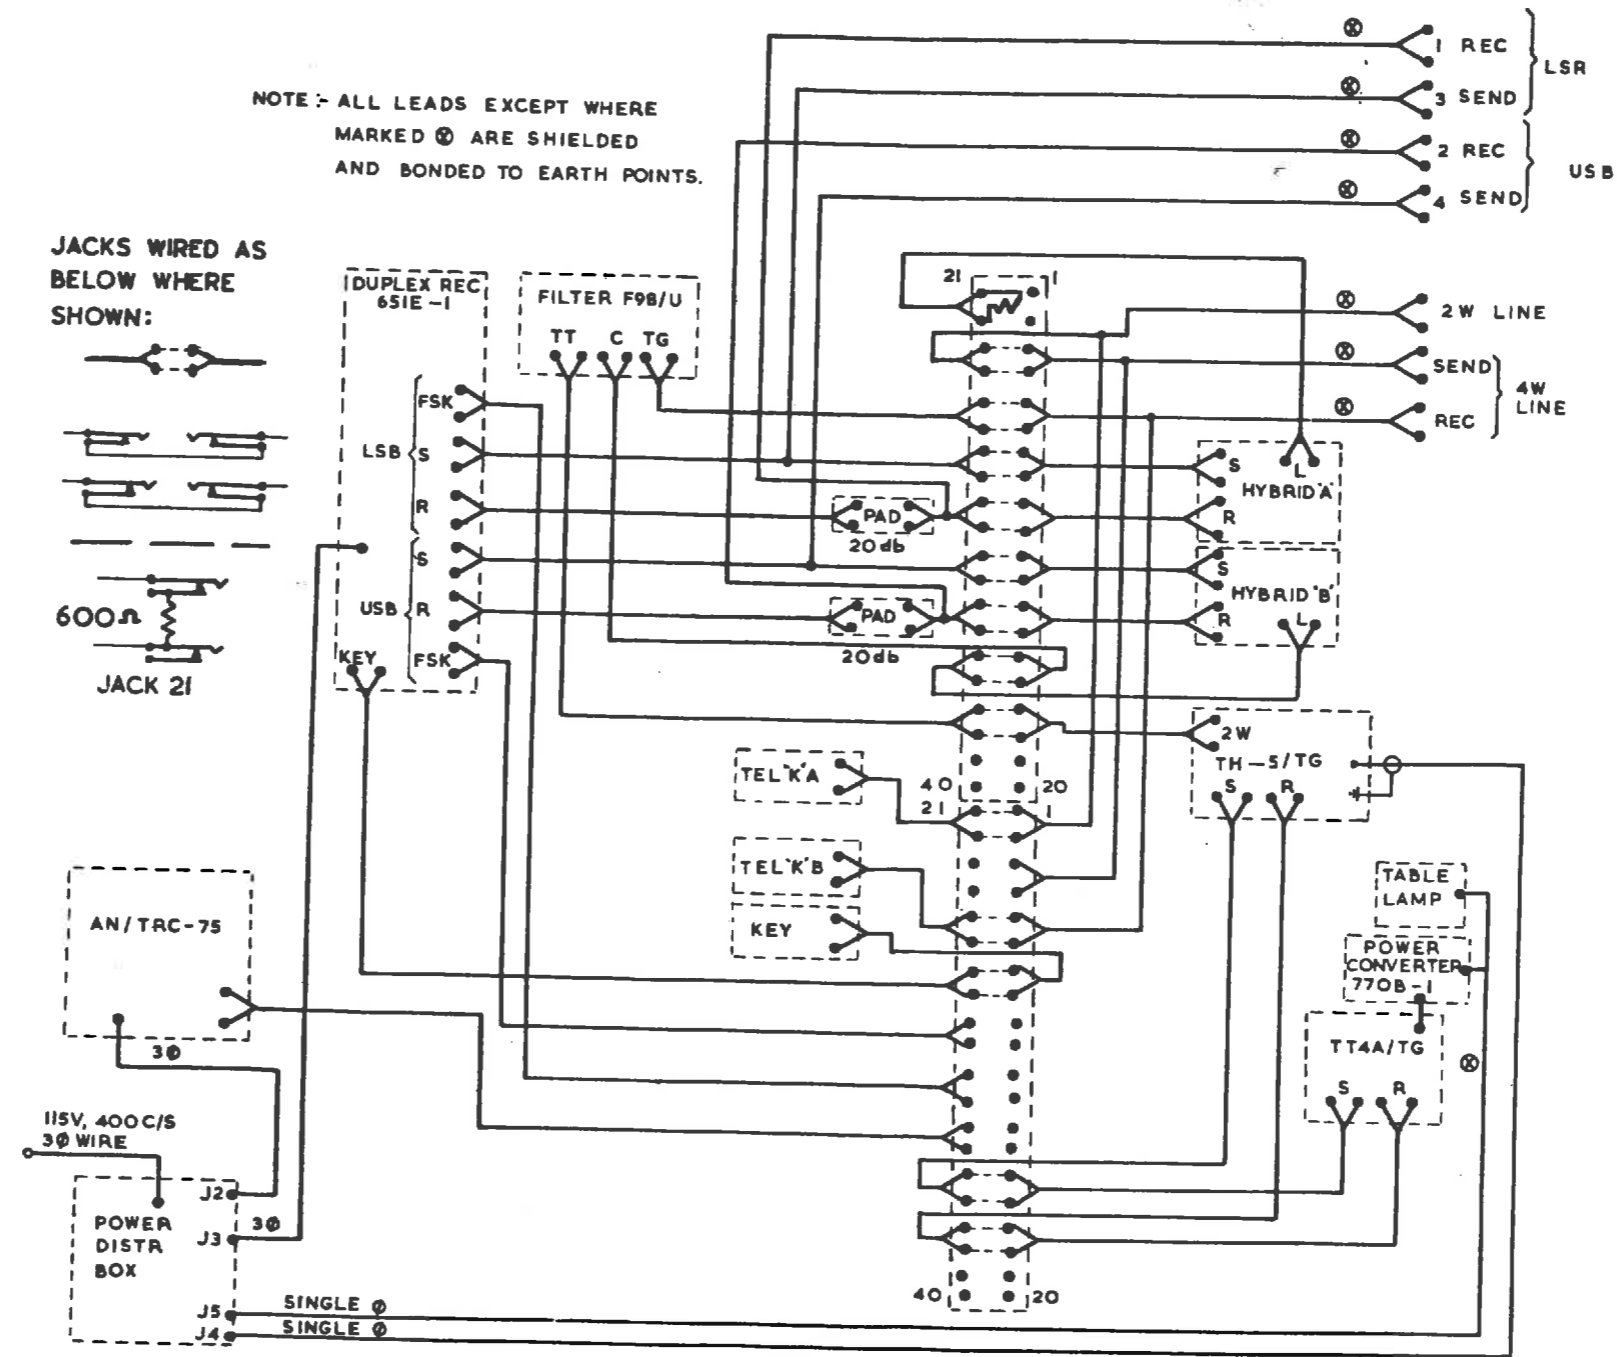 1 REC
LSR
3 SEND
2 REC
USB
4 SEND
NOTE:- ALL LEADS EXCEPT WHERE
MARKED ⊗ ARE SHIELDED
AND BONDED TO EARTH POINTS.
JACKS WIRED AS
BELOW WHERE
SHOWN:
600Ω
JACK 21
DUPLEX REC
651E-1
FSK
LSB
S
R
S
USB
R
FSK
KEY
FILTER F98/U
TT C TG
21 1
2W LINE
SEND
4W
LINE
REC
S
L
HYBRID 'A'
R
S
HYBRID 'B'
R
L
PAD
20db
PAD
20db
2W
TH-5/TG
S R
40 20
21 1
TEL 'K' A
TEL 'K' B
KEY
TABLE
LAMP
POWER
CONVERTER
770B-1
TT4A/TG
S R
AN/TRC-75
3Ø
115V, 400C/S
3Ø WIRE
J2
3Ø
J3
POWER
DISTR
BOX
J5
SINGLE Ø
J4
SINGLE Ø
40 20